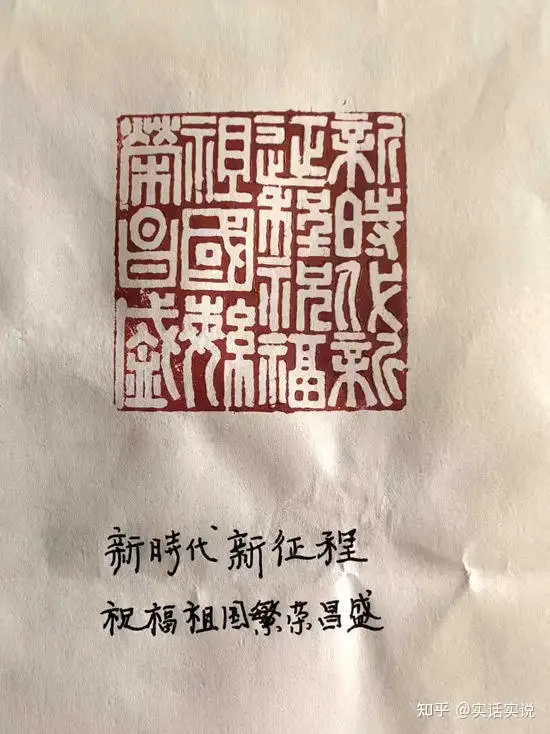 新時代新
征程祝福
祖國繁
榮昌盛
新時代新征程
祝福祖国繁荣昌盛
知乎 @实话实说